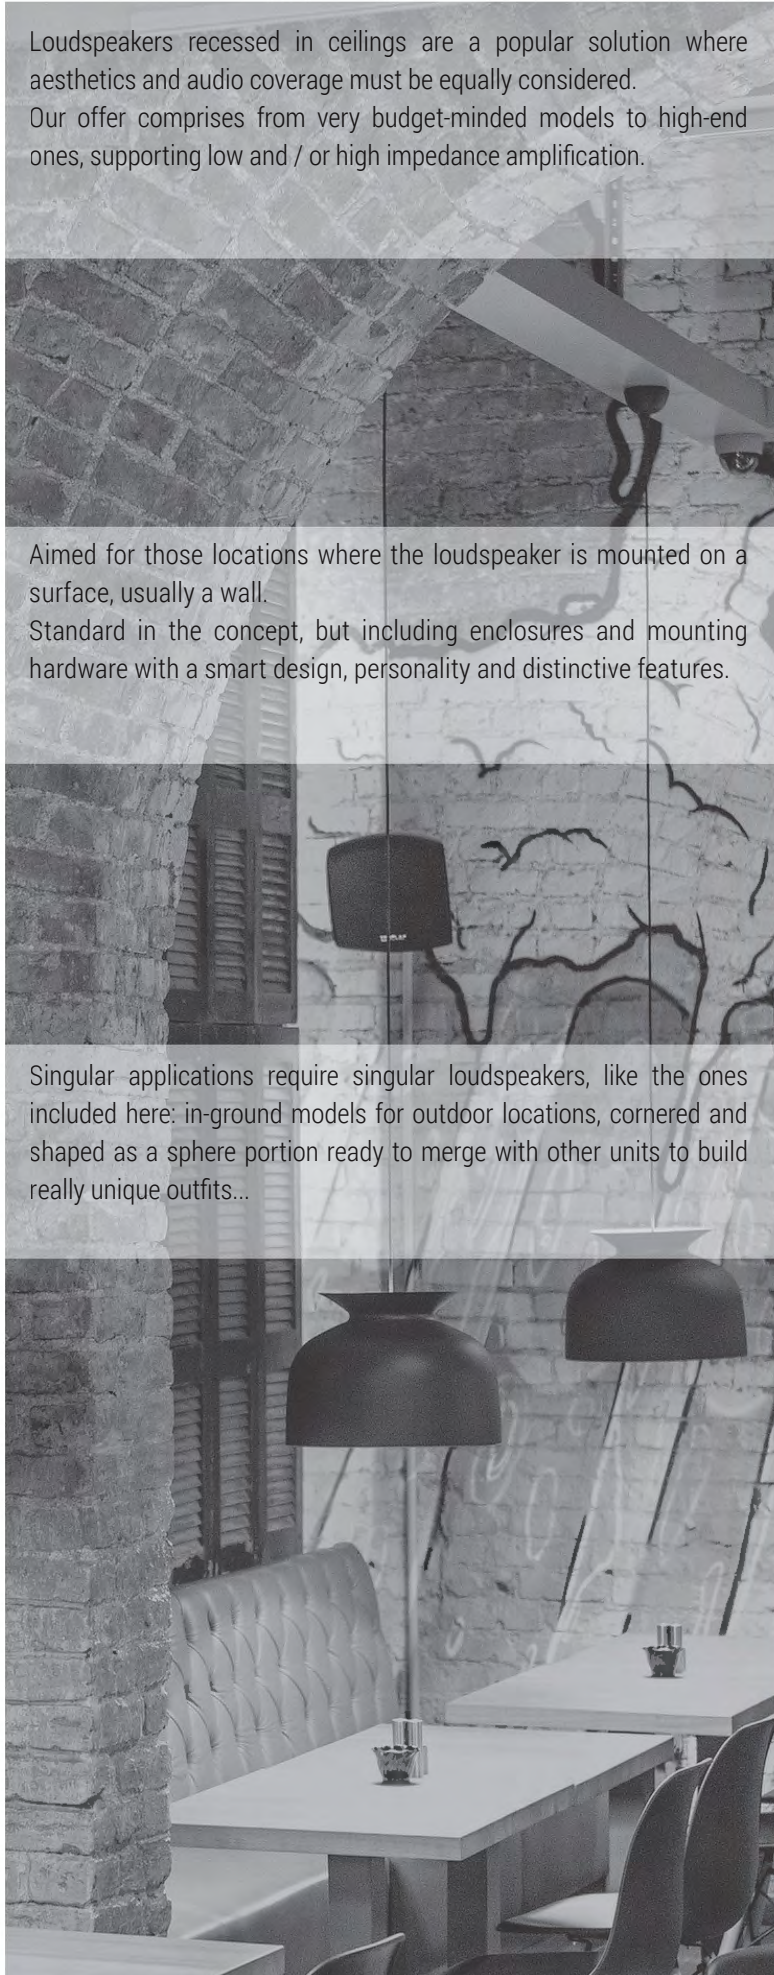 Loudspeakers recessed in ceilings are a popular solution where
aesthetics and audio coverage must be equally considered.
Our offer comprises from very budget-minded models to high-end
ones, supporting low and / or high impedance amplification.
Aimed for those locations where the loudspeaker is mounted on a
surface, usually a wall.
Standard in the concept, but including enclosures and mounting
hardware with a smart design, personality and distinctive features.
Singular applications require singular loudspeakers, like the ones
included here: in-ground models for outdoor locations, cornered and
shaped as a sphere portion ready to merge with other units to build
really unique outfits...